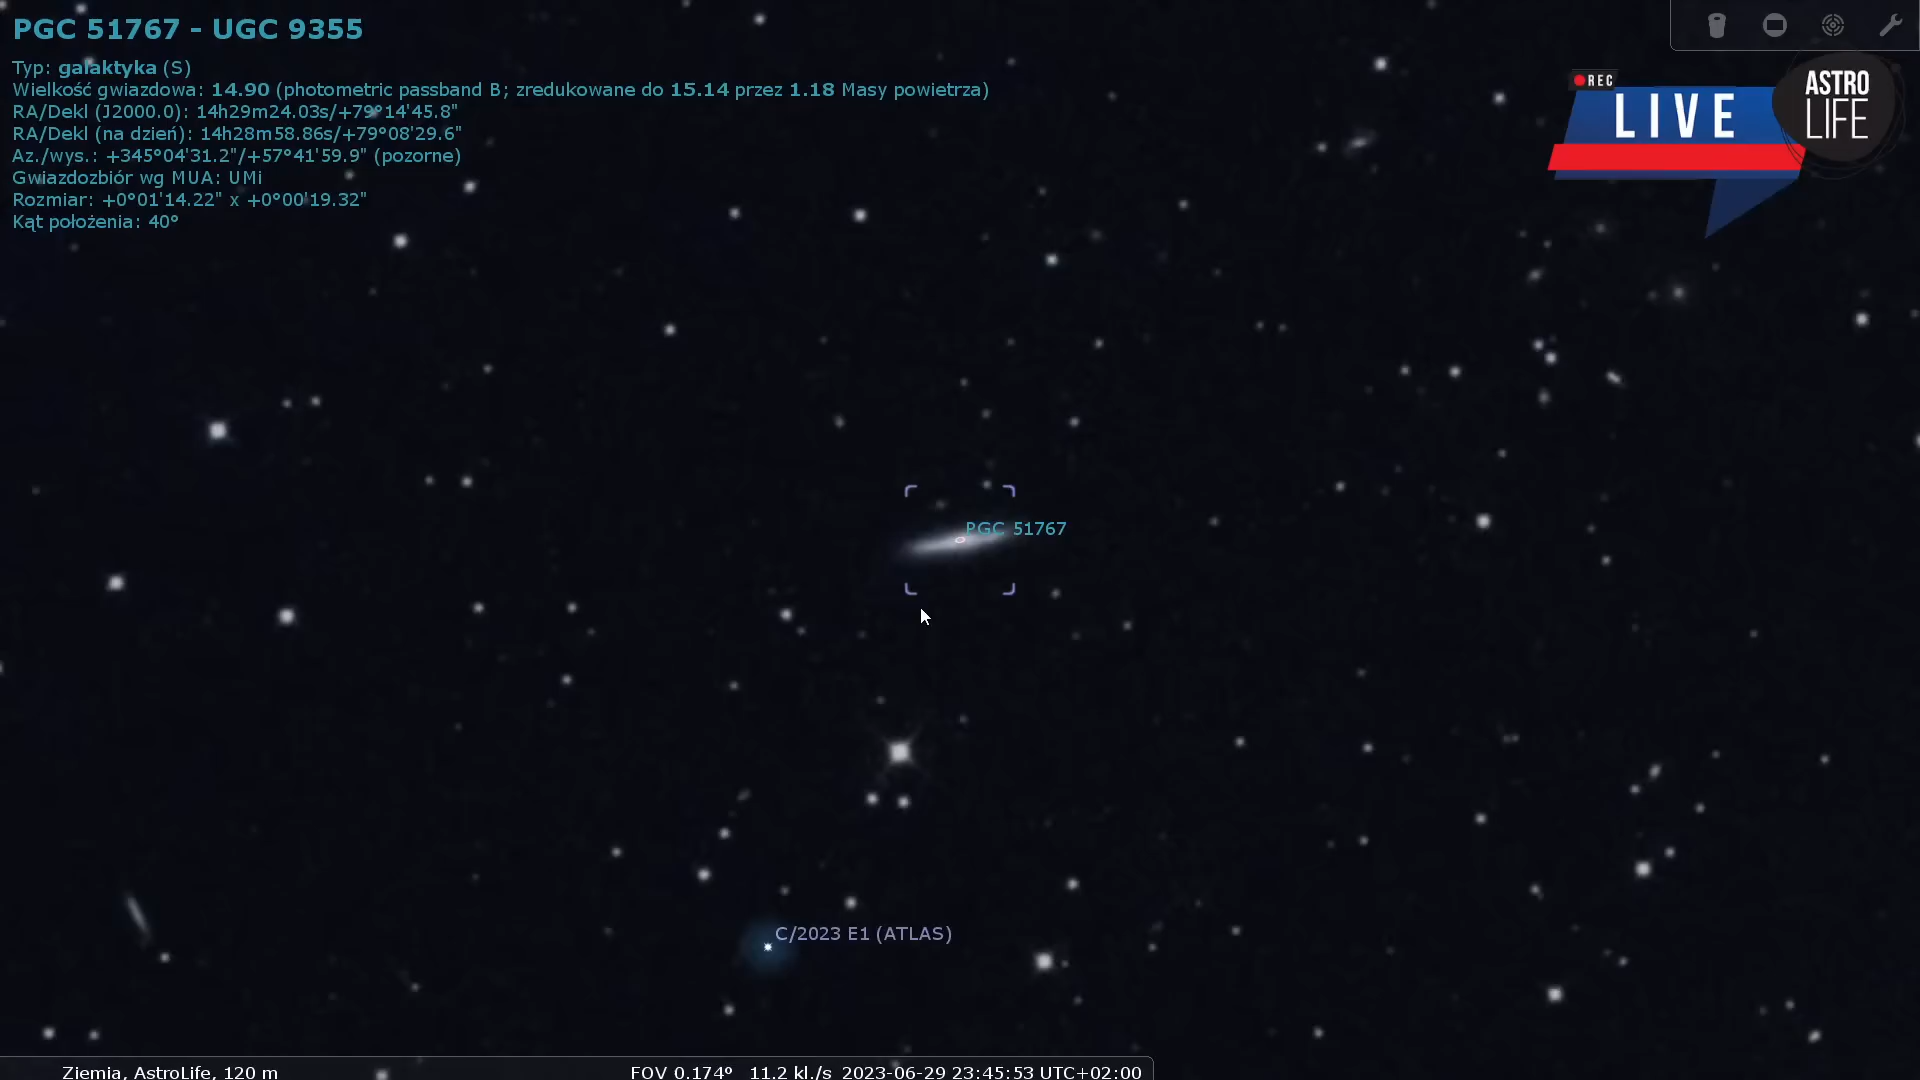 PGC 51767 - UGC 9355
Typ: galaktyka (S)
Wielkość gwiazdowa: 14.90 (photometric passband B; zredukowane do 15.14 przez 1.18 Masy powietrza)
RA/Dekl (J2000.0): 14h29m24.03s/+79°14'45.8"
RA/Dekl (na dzień): 14h28m58.86s/+79°08'29.6"
Az./wys.: +345°04'31.2"/+57°41'59.9" (pozorne)
Gwiazdozbiór wg MUA: UMi
Rozmiar: +0°01'14.22" x +0°00'19.32"
Kąt położenia: 40°
REC
LIVE
ASTRO
LIFE
PGC 51767
C/2023 E1 (ATLAS)
Ziemia, AstroLife, 120 m
FOV 0.174° 11.2 kl./s 2023-06-29 23:45:53 UTC+02:00